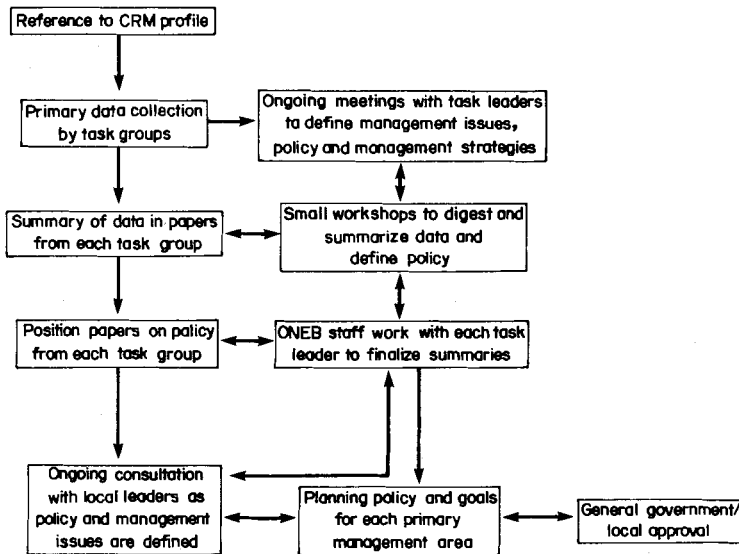 Reference to CRM profile
Primary data collection
by task groups
Ongoing meetings with task leaders
to define management issues,
policy and management strategies
Summary of data in papers
from each task group
Small workshops to digest and
summarize data and
define policy
Position papers on policy
from each task group
ONEB staff work with each task
leader to finalize summaries
Ongoing consultation
with local leaders as
policy and management
issues are defined
Planning policy and goals
for each primary
management area
General government/
local approval